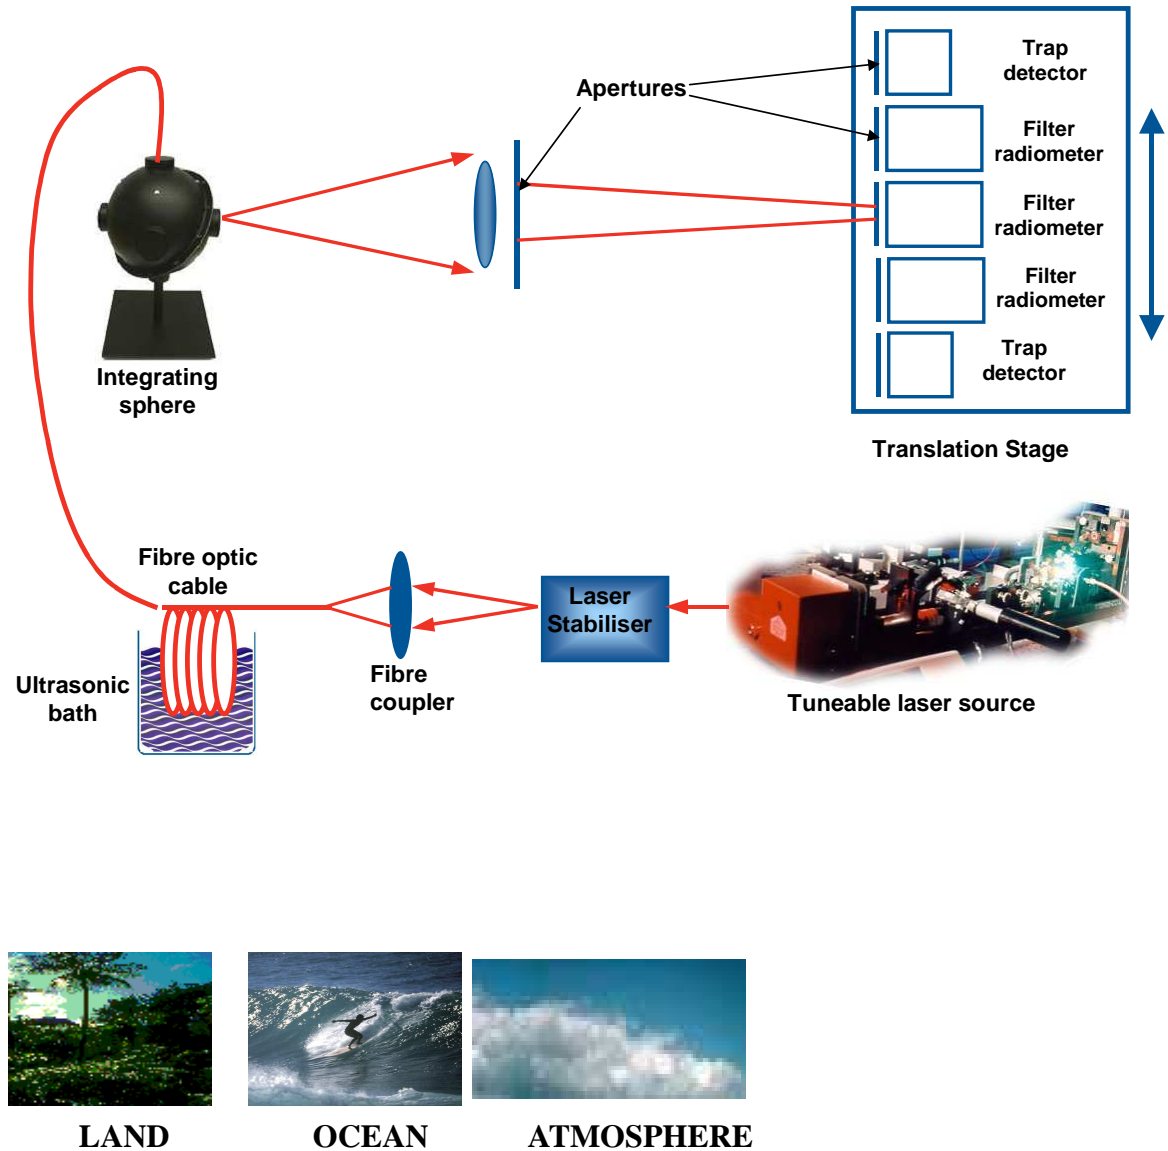 Trap
detector
Apertures
Filter
radiometer
Filter
radiometer
Filter
radiometer
Integrating
sphere
Trap
detector
Translation Stage
Fibre optic
cable
Laser
Stabiliser
Fibre
coupler
Ultrasonic
bath
Tuneable laser source
LAND
OCEAN
ATMOSPHERE